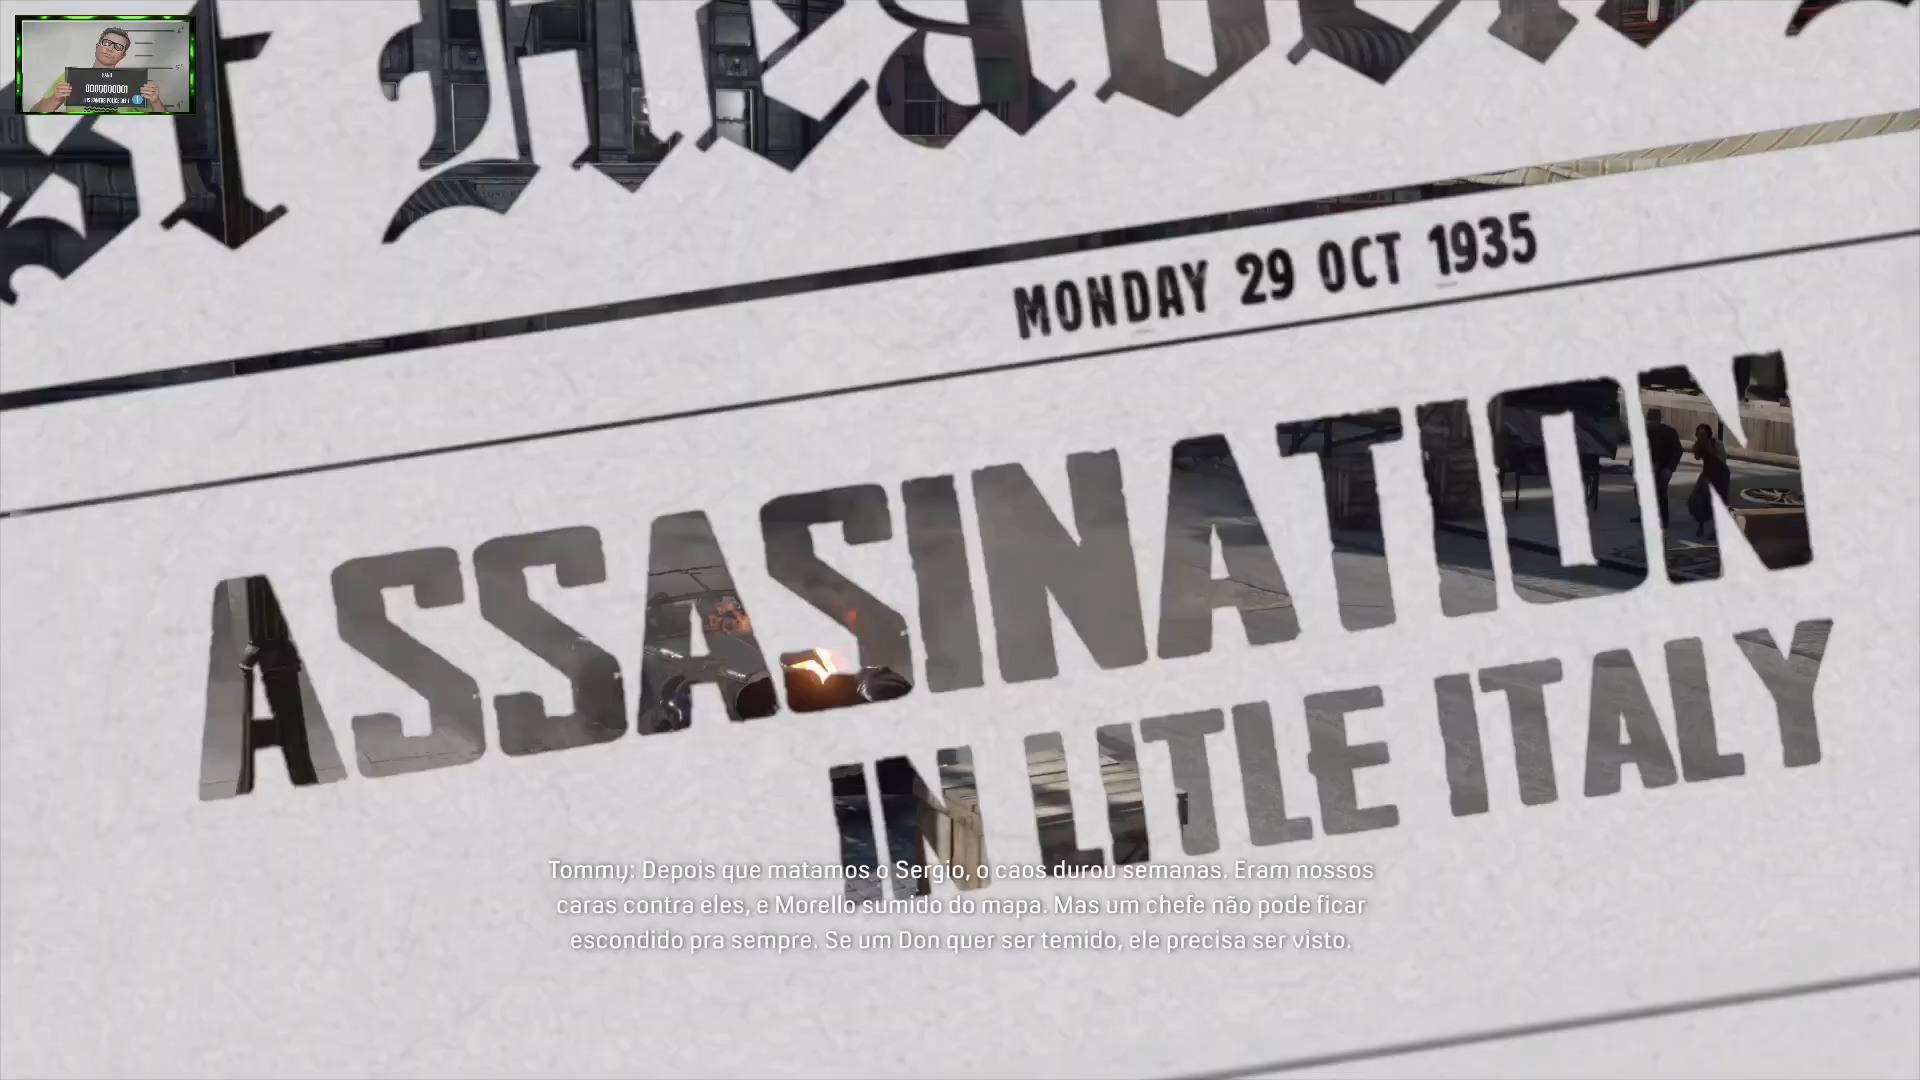 MONDAY 29 OCT 1935
ASSASINATION
IN LITLE ITALY
Tommy: Depois que matamos o Sergio, o caos durou semanas. Eram nossos
caras contra eles, e Morello sumido do mapa. Mas um chefe não pode ficar
escondido pra sempre. Se um Don quer ser temido, ele precisa ser visto.